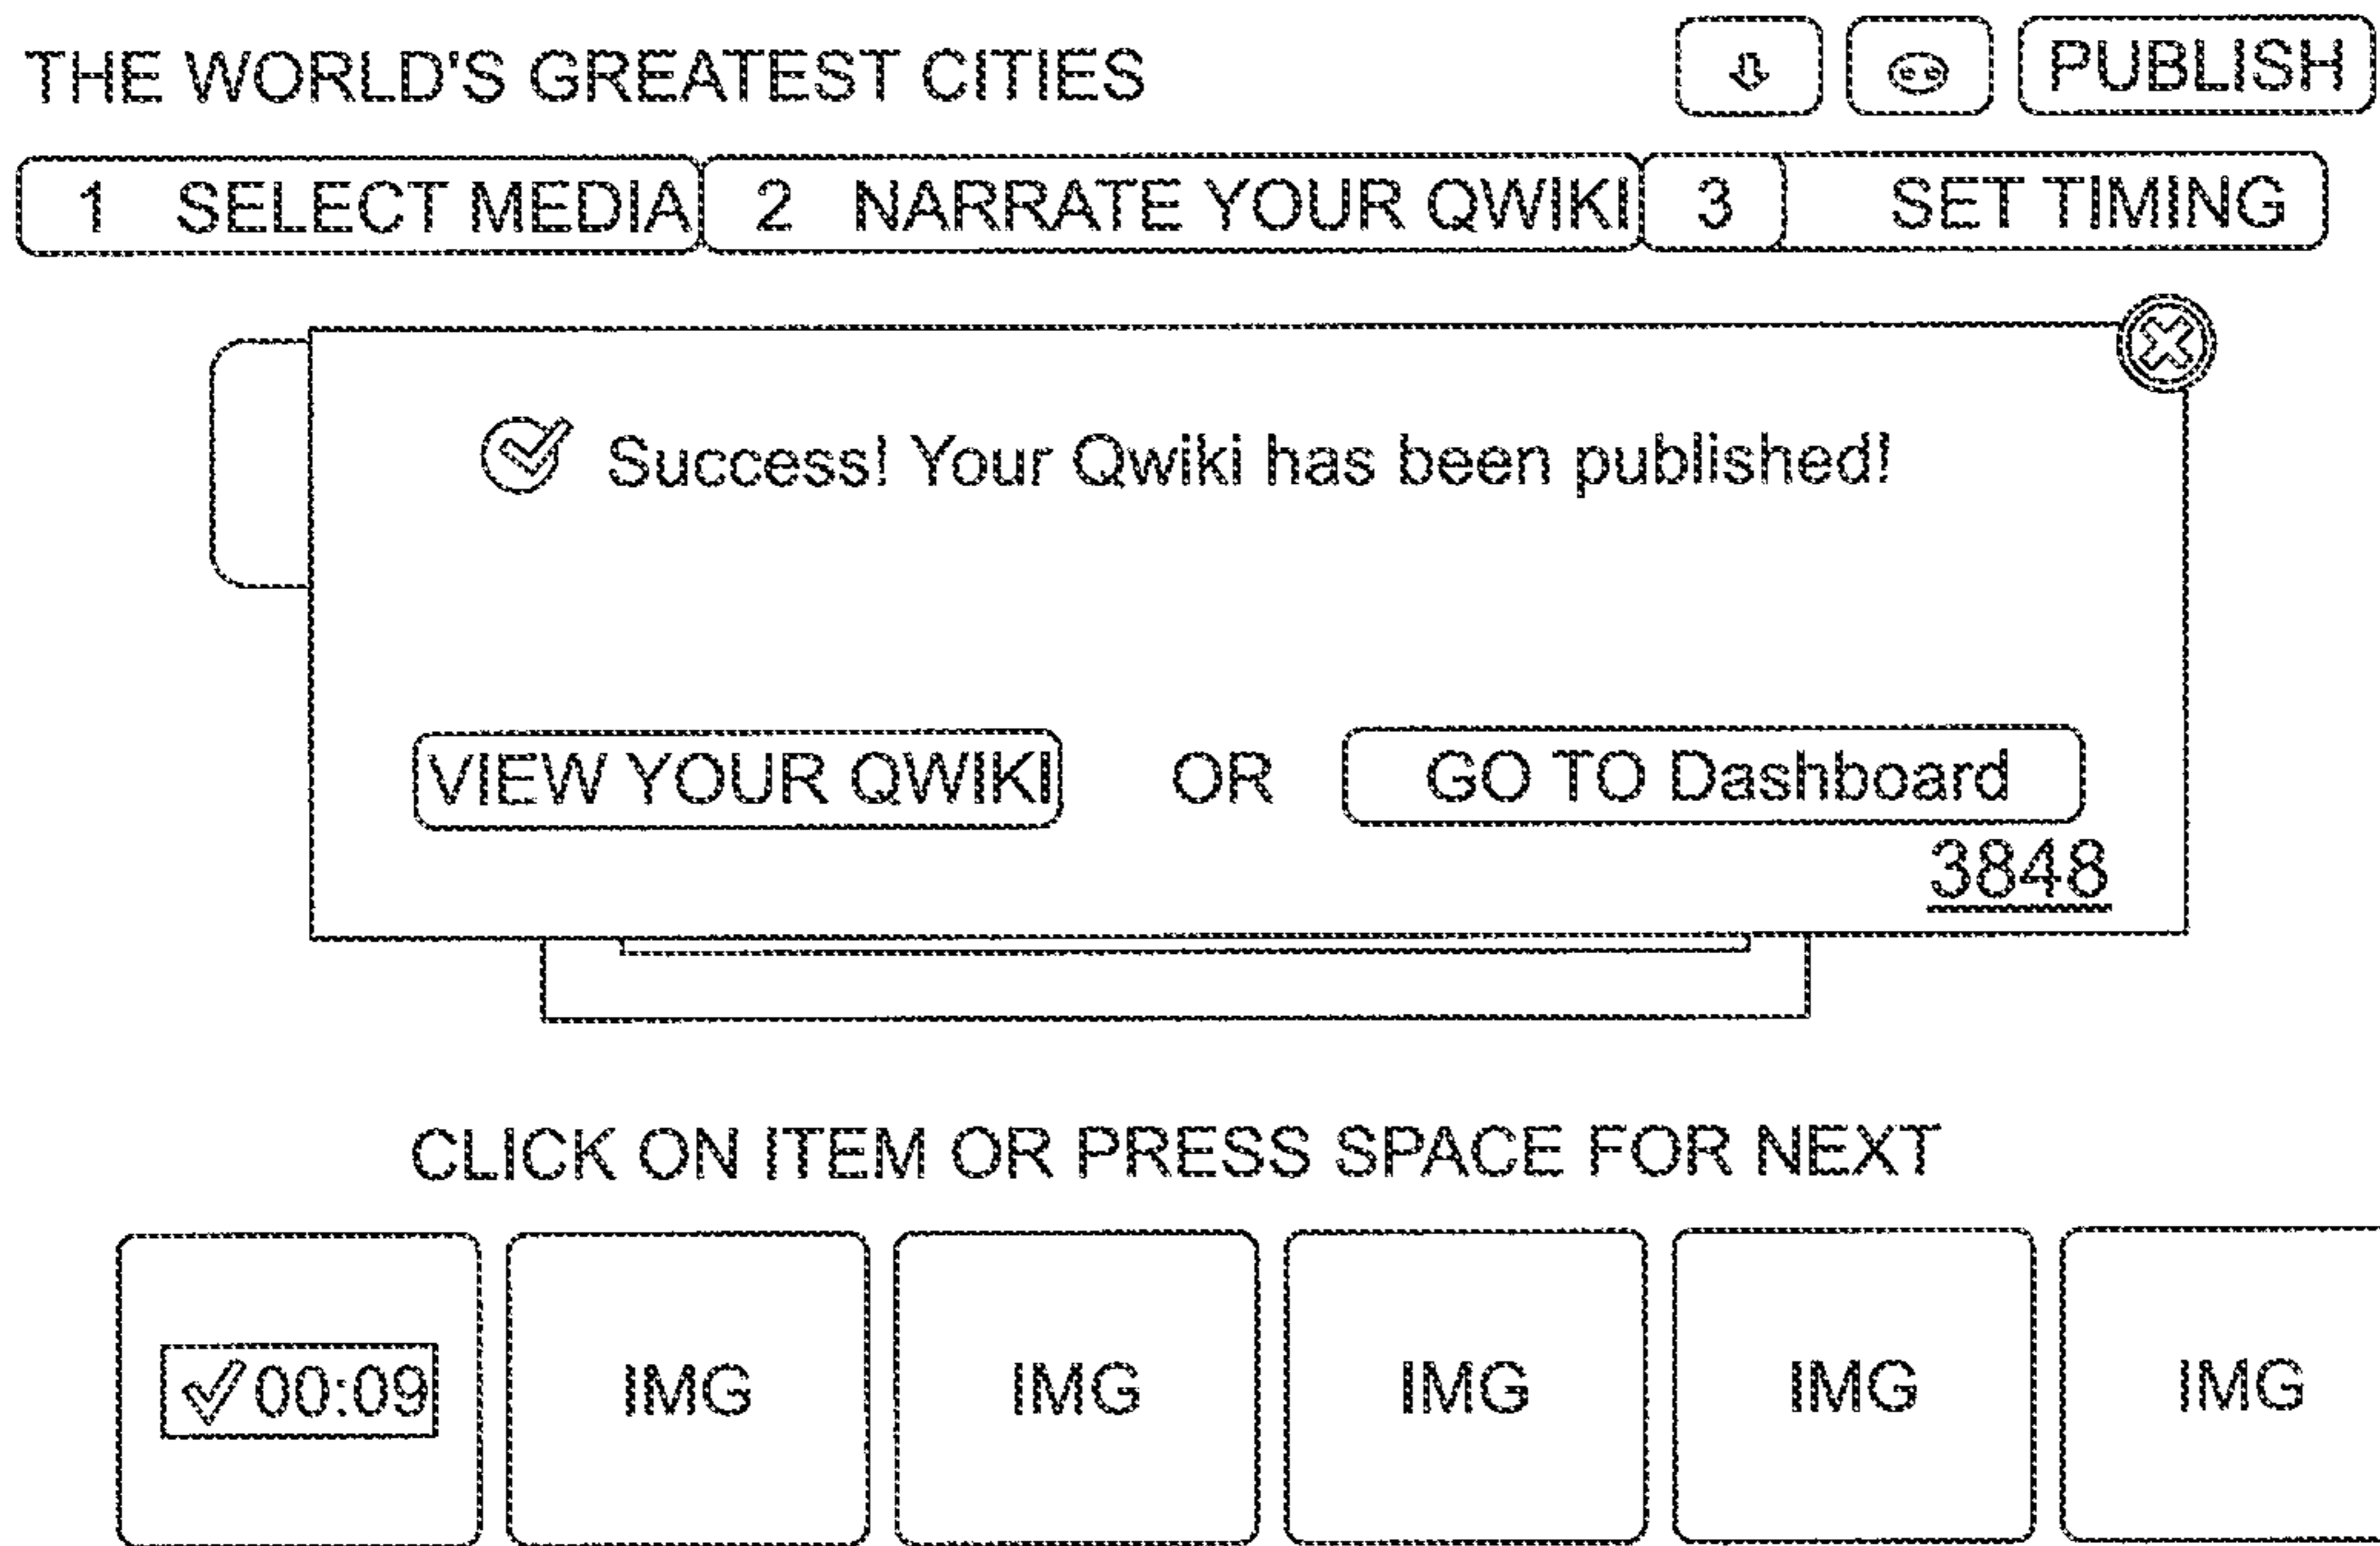 THE WORLD'S GREATEST CITIES PUBLISH
1 SELECT MEDIA 2 NARRATE YOUR QWIKI 3 SET TIMING
Success! Your Qwiki has been published!
VIEW YOUR QWIKI OR GO TO Dashboard
3848
CLICK ON ITEM OR PRESS SPACE FOR NEXT
00:09 IMG IMG IMG IMG IMG